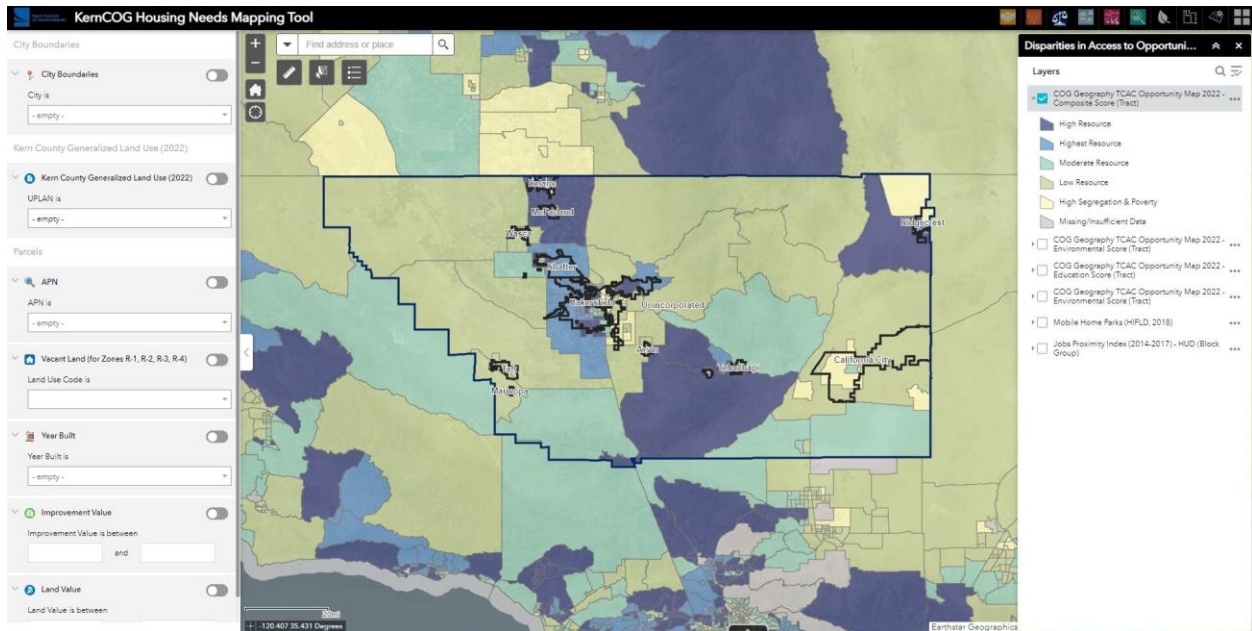 Kern Council
of Governments
KernCOG Housing Needs Mapping Tool
City Boundaries
City Boundaries
City is
- empty -
Kern County Generalized Land Use (2022)
Kern County Generalized Land Use (2022)
UPLAN is
- empty -
Parcels
APN
APN is
- empty -
Vacant Land (for Zones R-1, R-2, R-3, R-4)
Land Use Code is
Year Built
Year Built is
- empty -
Improvement Value
Improvement Value is between
and
Land Value
Land Value is between
+
Find address or place
−
Delano
McFarland
Wasco
Shafter
Bakersfield
Unincorporated
Arvin
Taft
Maricopa
Tehachapi
California City
Ridgecrest
20mi
-120.407 35.431 Degrees
Earthstar Geographics
Disparities in Access to Opportuni...
Layers
COG Geography TCAC Opportunity Map 2022 -
Composite Score (Tract)
High Resource
Highest Resource
Moderate Resource
Low Resource
High Segregation & Poverty
Missing/Insufficient Data
COG Geography TCAC Opportunity Map 2022 -
Environmental Score (Tract)
COG Geography TCAC Opportunity Map 2022 -
Education Score (Tract)
COG Geography TCAC Opportunity Map 2022 -
Environmental Score (Tract)
Mobile Home Parks (HIFLD, 2018)
Jobs Proximity Index (2014-2017) - HUD (Block
Group)